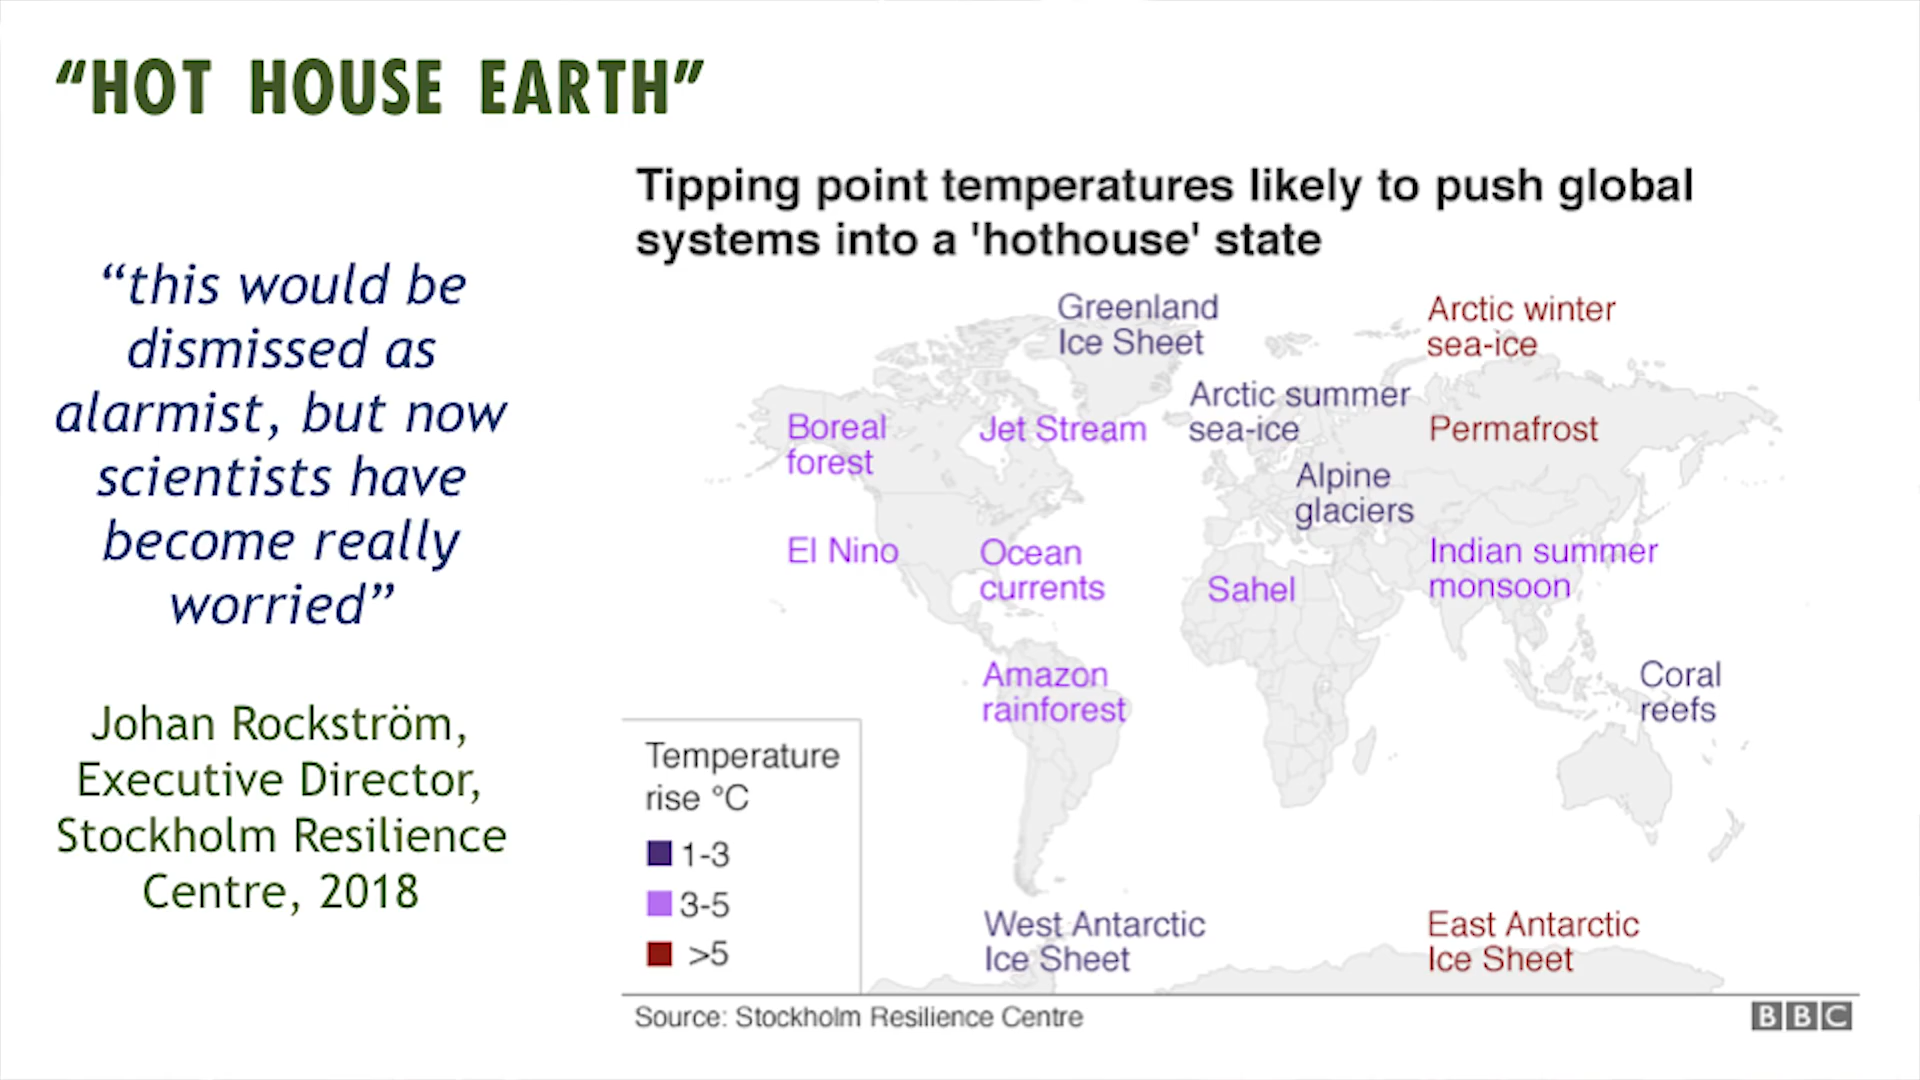 “HOT HOUSE EARTH”
“this would be
dismissed as
alarmist, but now
scientists have
become really
worried”
Johan Rockström,
Executive Director,
Stockholm Resilience
Centre, 2018
Tipping point temperatures likely to push global
systems into a 'hothouse' state
Greenland
Ice Sheet
Arctic winter
sea-ice
Arctic summer
sea-ice
Boreal
forest
Jet Stream
Permafrost
Alpine
glaciers
El Nino
Ocean
currents
Sahel
Indian summer
monsoon
Amazon
rainforest
Coral
reefs
Temperature
rise °C
1-3
3-5
>5
West Antarctic
Ice Sheet
East Antarctic
Ice Sheet
Source: Stockholm Resilience Centre
BBC